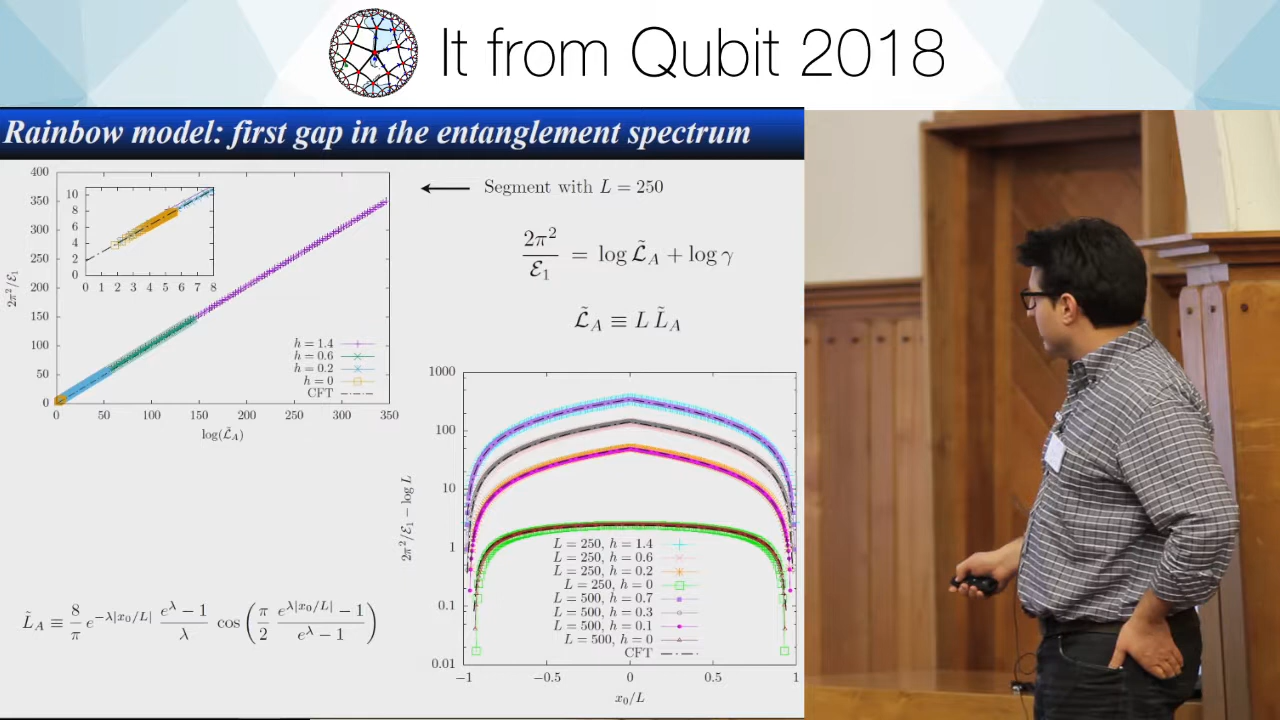 It from Qubit 2018
Rainbow model: first gap in the entanglement spectrum
400
350
300
250
200
150
100
50
0
2π²/ℰ₁
10
8
6
4
2
0
0 1 2 3 4 5 6 7 8
h = 1.4
h = 0.6
h = 0.2
h = 0
CFT
0 50 100 150 200 250 300 350
log(ℒ̃_A)
Segment with L = 250
2π²/ℰ₁ = log ℒ̃_A + log γ
ℒ̃_A ≡ L L̃_A
L̃_A ≡ 8/π e^{−λ|x₀/L|} (e^λ − 1)/λ cos(π/2 (e^{λ|x₀/L|} − 1)/(e^λ − 1))
1000
100
10
1
0.1
0.01
2π²/ℰ₁ − log L
L = 250, h = 1.4
L = 250, h = 0.6
L = 250, h = 0.2
L = 250, h = 0
L = 500, h = 0.7
L = 500, h = 0.3
L = 500, h = 0.1
L = 500, h = 0
CFT
−1 −0.5 0 0.5 1
x₀/L